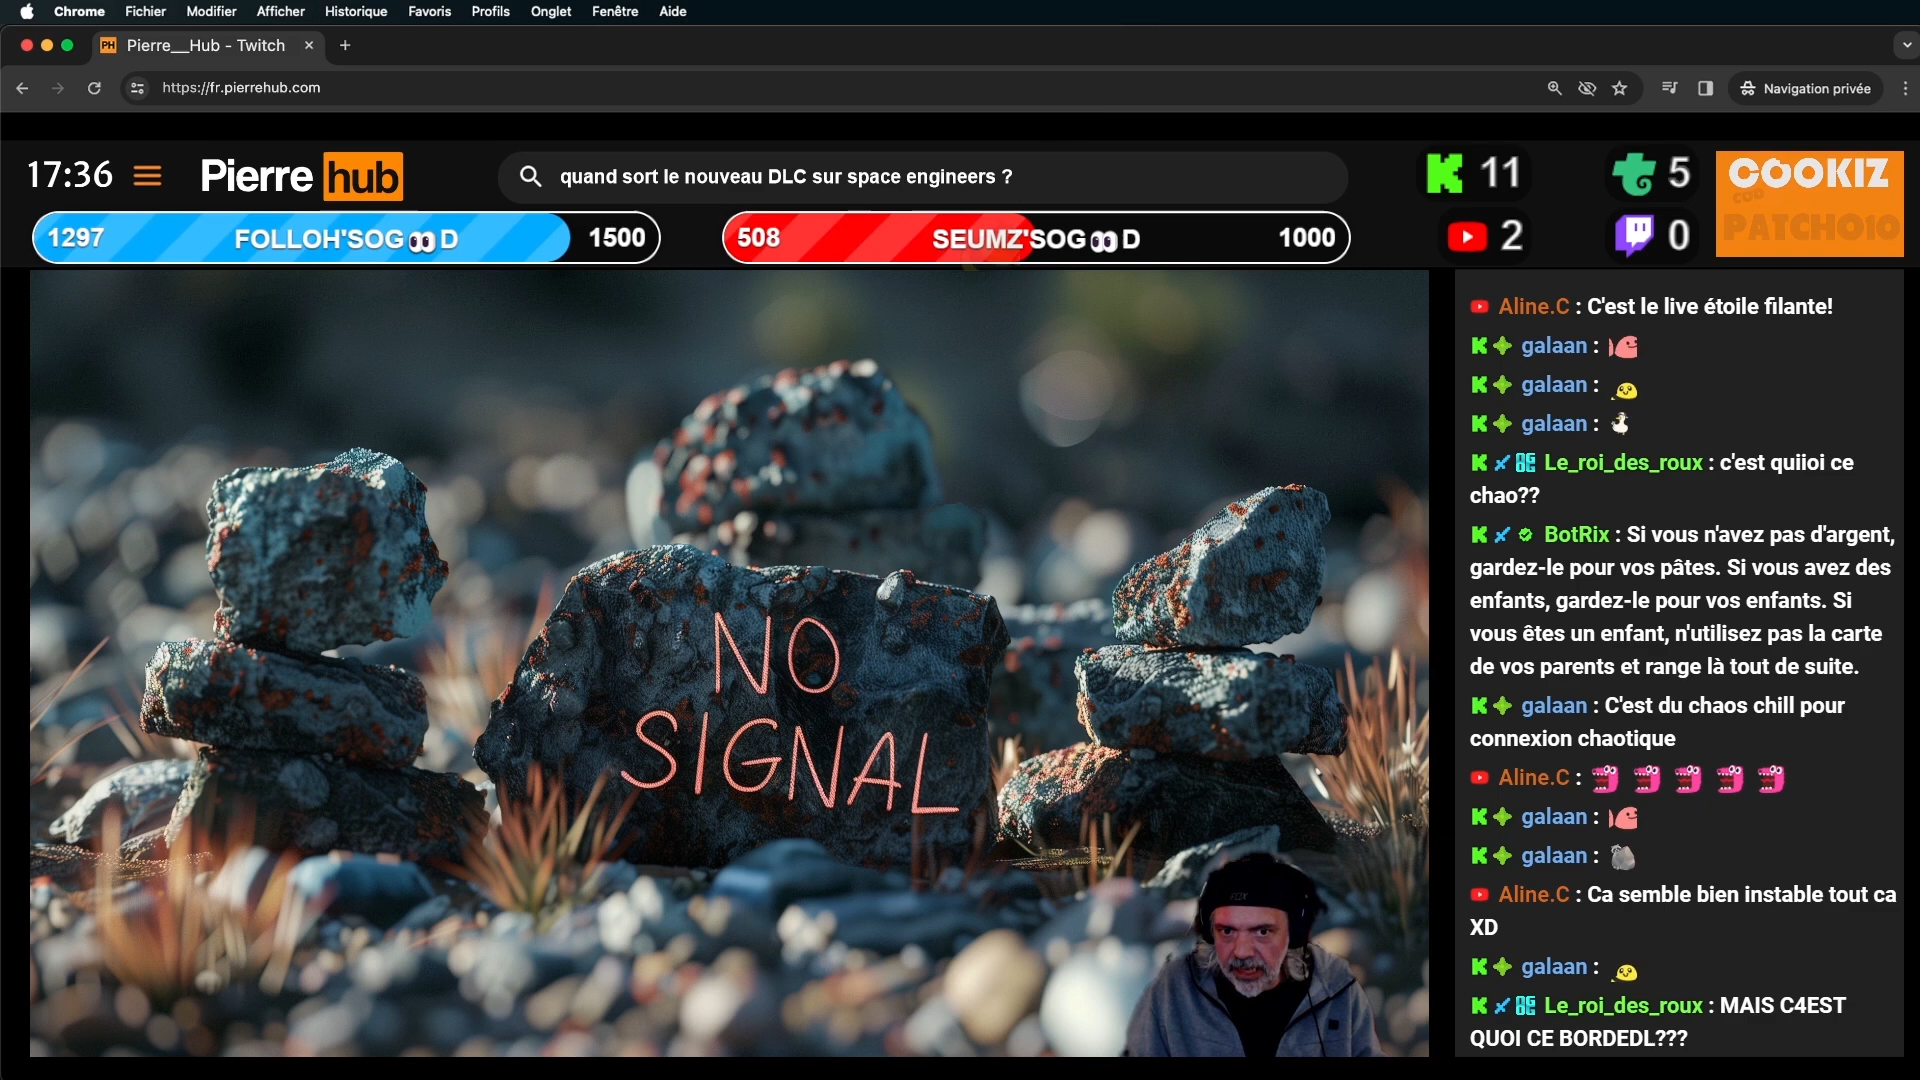 Chrome Fichier Modifier Afficher Historique Favoris Profils Onglet Fenêtre Aide
PH Pierre__Hub - Twitch
https://fr.pierrehub.com
Navigation privée
17:36
Pierre hub
quand sort le nouveau DLC sur space engineers ?
11
5
COOKIZ
PATCHO10
1297 FOLLOH'SOG👀D 1500
508 SEUMZ'SOG👀D 1000
2
0
Aline.C : C'est le live étoile filante!
galaan :
galaan :
galaan :
Le_roi_des_roux : c'est quiioi ce
chao??
BotRix : Si vous n'avez pas d'argent,
gardez-le pour vos pâtes. Si vous avez des
enfants, gardez-le pour vos enfants. Si
vous êtes un enfant, n'utilisez pas la carte
de vos parents et range là tout de suite.
galaan : C'est du chaos chill pour
connexion chaotique
Aline.C :
galaan :
galaan :
Aline.C : Ca semble bien instable tout ca
XD
galaan :
Le_roi_des_roux : MAIS C4EST
QUOI CE BORDEDL???
NO
SIGNAL